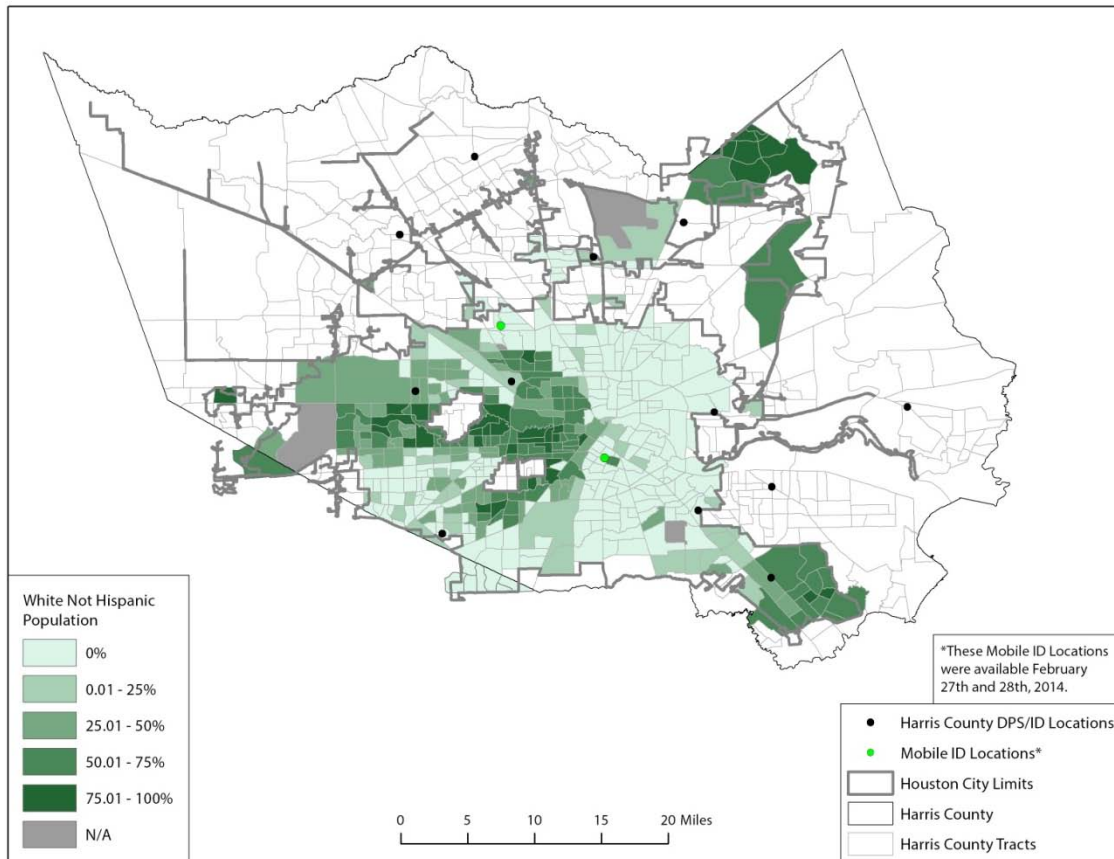 White Not Hispanic
Population
0%
0.01 - 25%
25.01 - 50%
50.01 - 75%
75.01 - 100%
N/A
0 5 10 15 20 Miles
*These Mobile ID Locations
were available February
27th and 28th, 2014.
Harris County DPS/ID Locations
Mobile ID Locations*
Houston City Limits
Harris County
Harris County Tracts